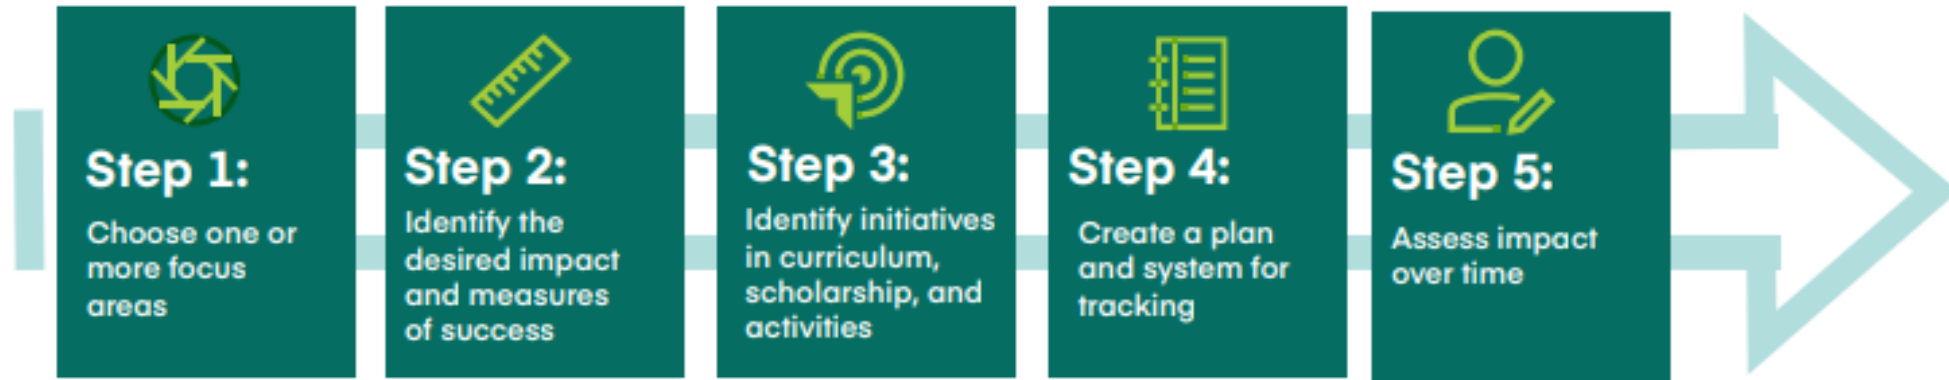 Step 1:
Choose one or
more focus
areas
Step 2:
Identify the
desired impact
and measures
of success
Step 3:
Identify initiatives
in curriculum,
scholarship, and
activities
Step 4:
Create a plan
and system for
tracking
Step 5:
Assess impact
over time